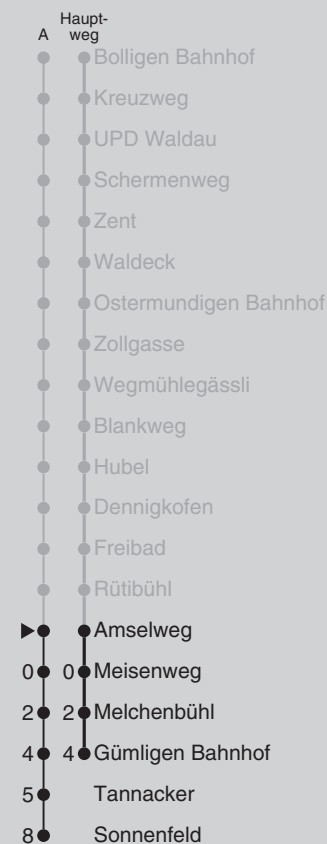 A Haupt-
weg
Bolligen Bahnhof
Kreuzweg
UPD Waldau
Schermenweg
Zent
Waldeck
Ostermundigen Bahnhof
Zollgasse
Wegmühlegässli
Blankweg
Hubel
Dennigkofen
Freibad
Rütibühl
Amselweg
0 0 Meisenweg
2 2 Melchenbühl
4 4 Gümligen Bahnhof
5 Tannacker
8 Sonnenfeld